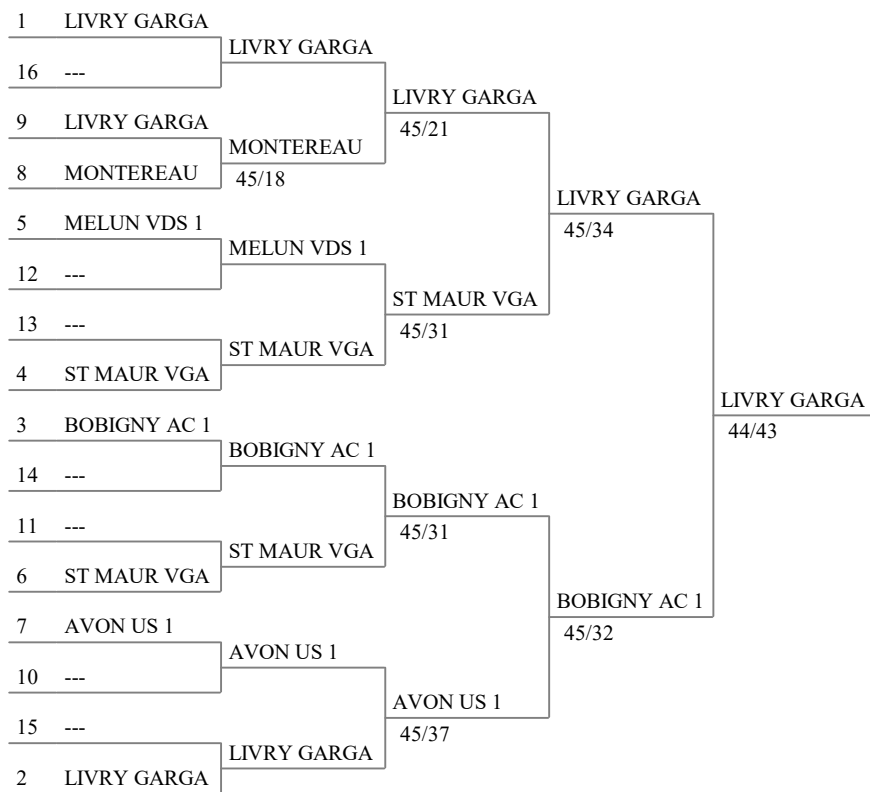 1 LIVRY GARGA
LIVRY GARGA
16 ---
LIVRY GARGA
9 LIVRY GARGA
45/21
MONTEREAU
8 MONTEREAU
45/18
LIVRY GARGA
5 MELUN VDS 1
45/34
MELUN VDS 1
12 ---
ST MAUR VGA
13 ---
45/31
ST MAUR VGA
4 ST MAUR VGA
LIVRY GARGA
3 BOBIGNY AC 1
44/43
BOBIGNY AC 1
14 ---
BOBIGNY AC 1
11 ---
45/31
ST MAUR VGA
6 ST MAUR VGA
BOBIGNY AC 1
7 AVON US 1
45/32
AVON US 1
10 ---
AVON US 1
15 ---
45/37
LIVRY GARGA
2 LIVRY GARGA